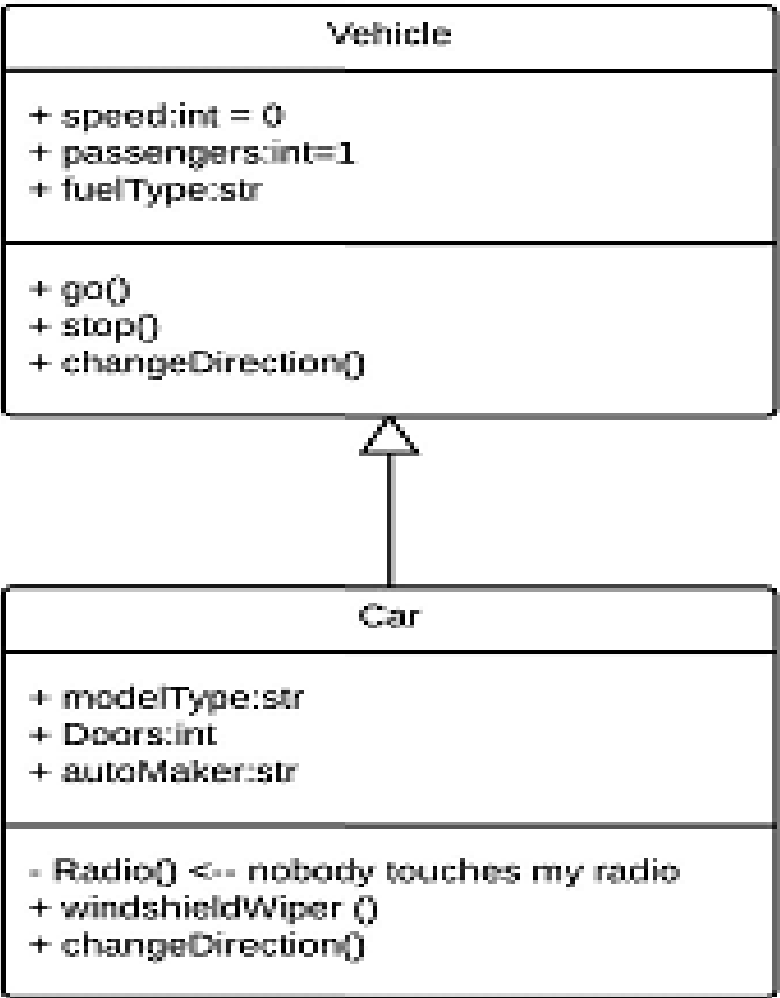 Vehicle
+ speed:int = 0
+ passengers:int=1
+ fuelType:str
+ go()
+ stop()
+ changeDirection()
Car
+ modelType:str
+ Doors:int
+ autoMaker:str
- Radio() <-- nobody touches my radio
+ windshieldWiper ()
+ changeDirection()